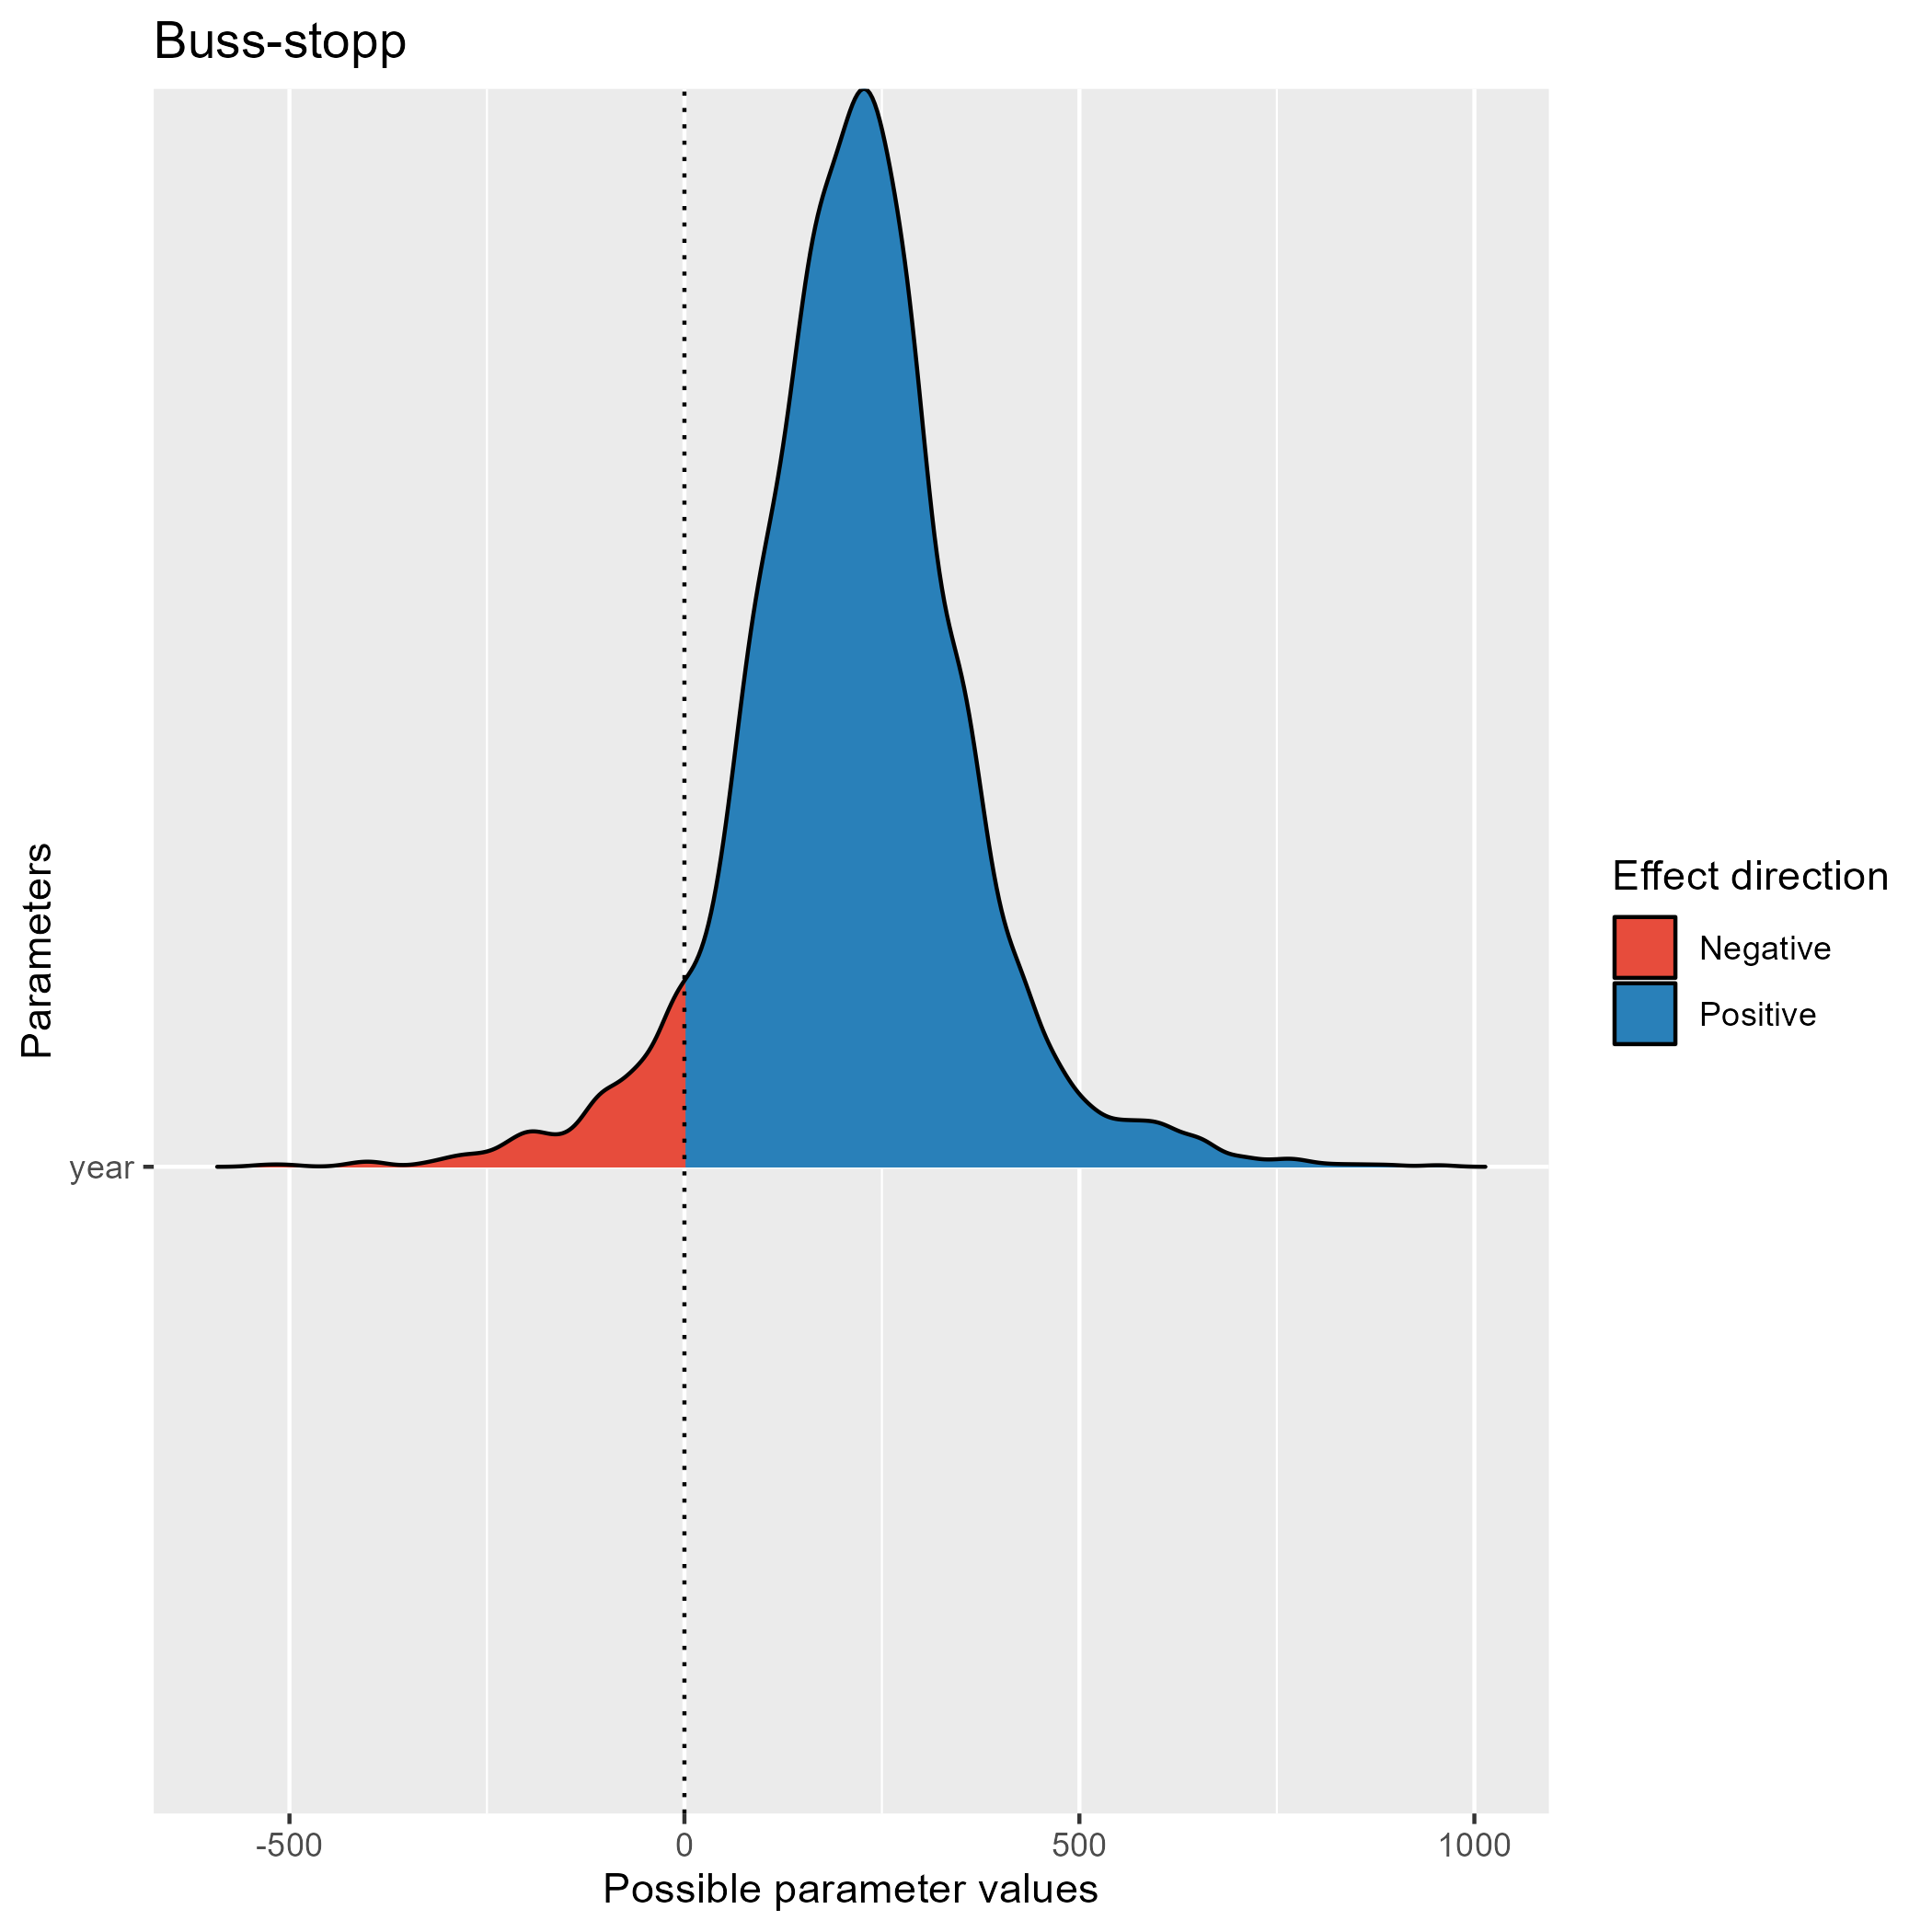 Buss-stopp
Parameters
year
-500
0
500
1000
Possible parameter values
Effect direction
Negative
Positive